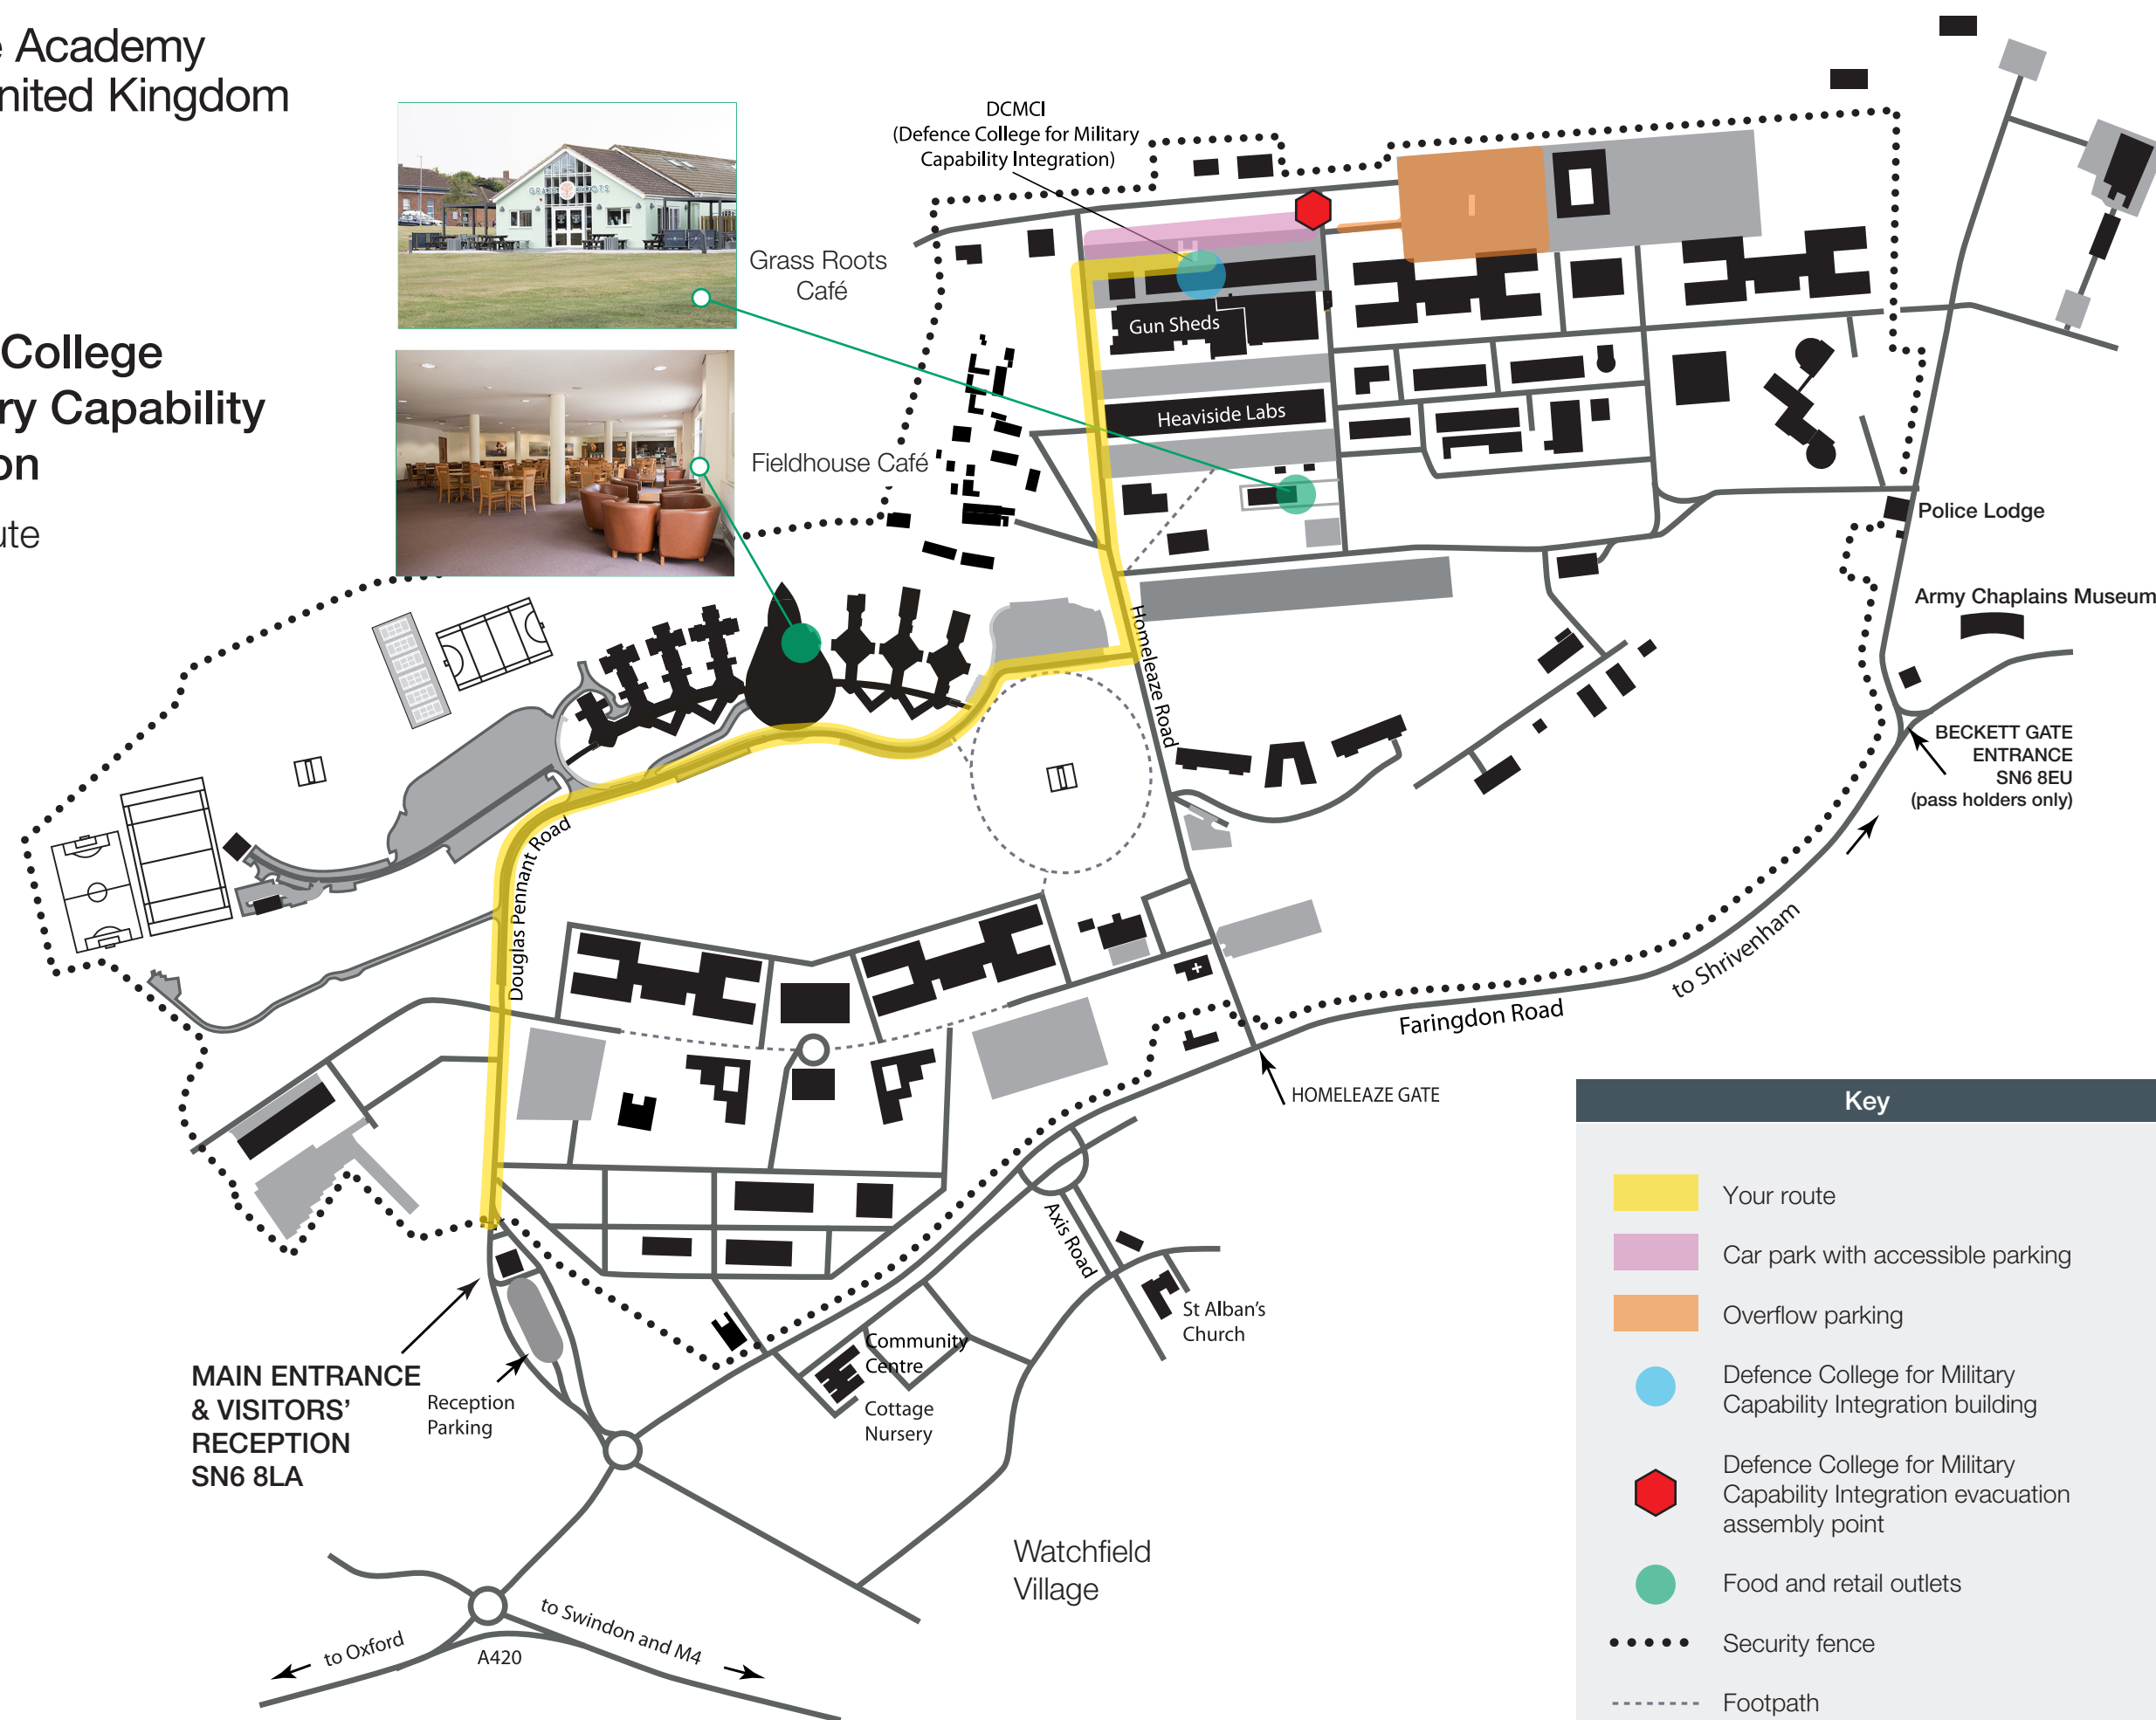 Academy
United Kingdom
College
Capability
DCMCI
(Defence College for Military
Capability Integration)
GRASS ROOTS
Grass Roots
Café
Fieldhouse Café
H
Gun Sheds
Heaviside Labs
Police Lodge
Army Chaplains Museum
Homeleaze Road
BECKETT GATE
ENTRANCE
SN6 8EU
(pass holders only)
Douglas Pennant Road
to Shrivenham
Faringdon Road
HOMELEAZE GATE
Axis Road
St Alban's
Church
Community
Centre
Cottage
Nursery
MAIN ENTRANCE
& VISITORS'
RECEPTION
SN6 8LA
Reception
Parking
Watchfield
Village
to Oxford
A420
to Swindon and M4
Key
Your route
Car park with accessible parking
Overflow parking
Defence College for Military
Capability Integration building
Defence College for Military
Capability Integration evacuation
assembly point
Food and retail outlets
Security fence
Footpath